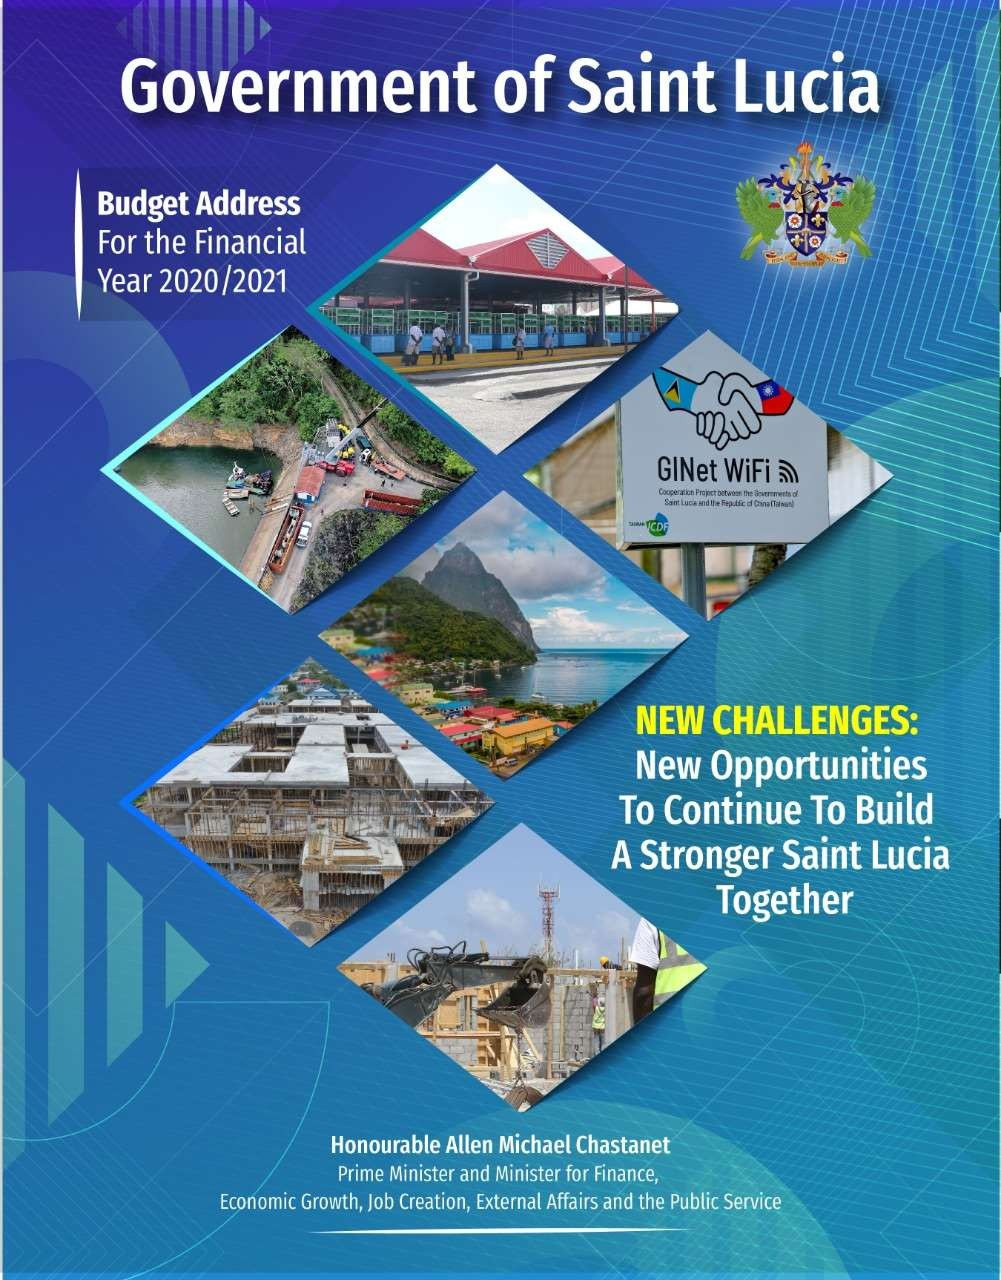 Government of Saint Lucia
Budget Address
For the Financial
Year 2020/2021
GINet WiFi
Cooperation Project between the Governments of
Saint Lucia and the Republic of China (Taiwan)
TAIWAN ICDF
NEW CHALLENGES:
New Opportunities
To Continue To Build
A Stronger Saint Lucia
Together
Honourable Allen Michael Chastanet
Prime Minister and Minister for Finance,
Economic Growth, Job Creation, External Affairs and the Public Service